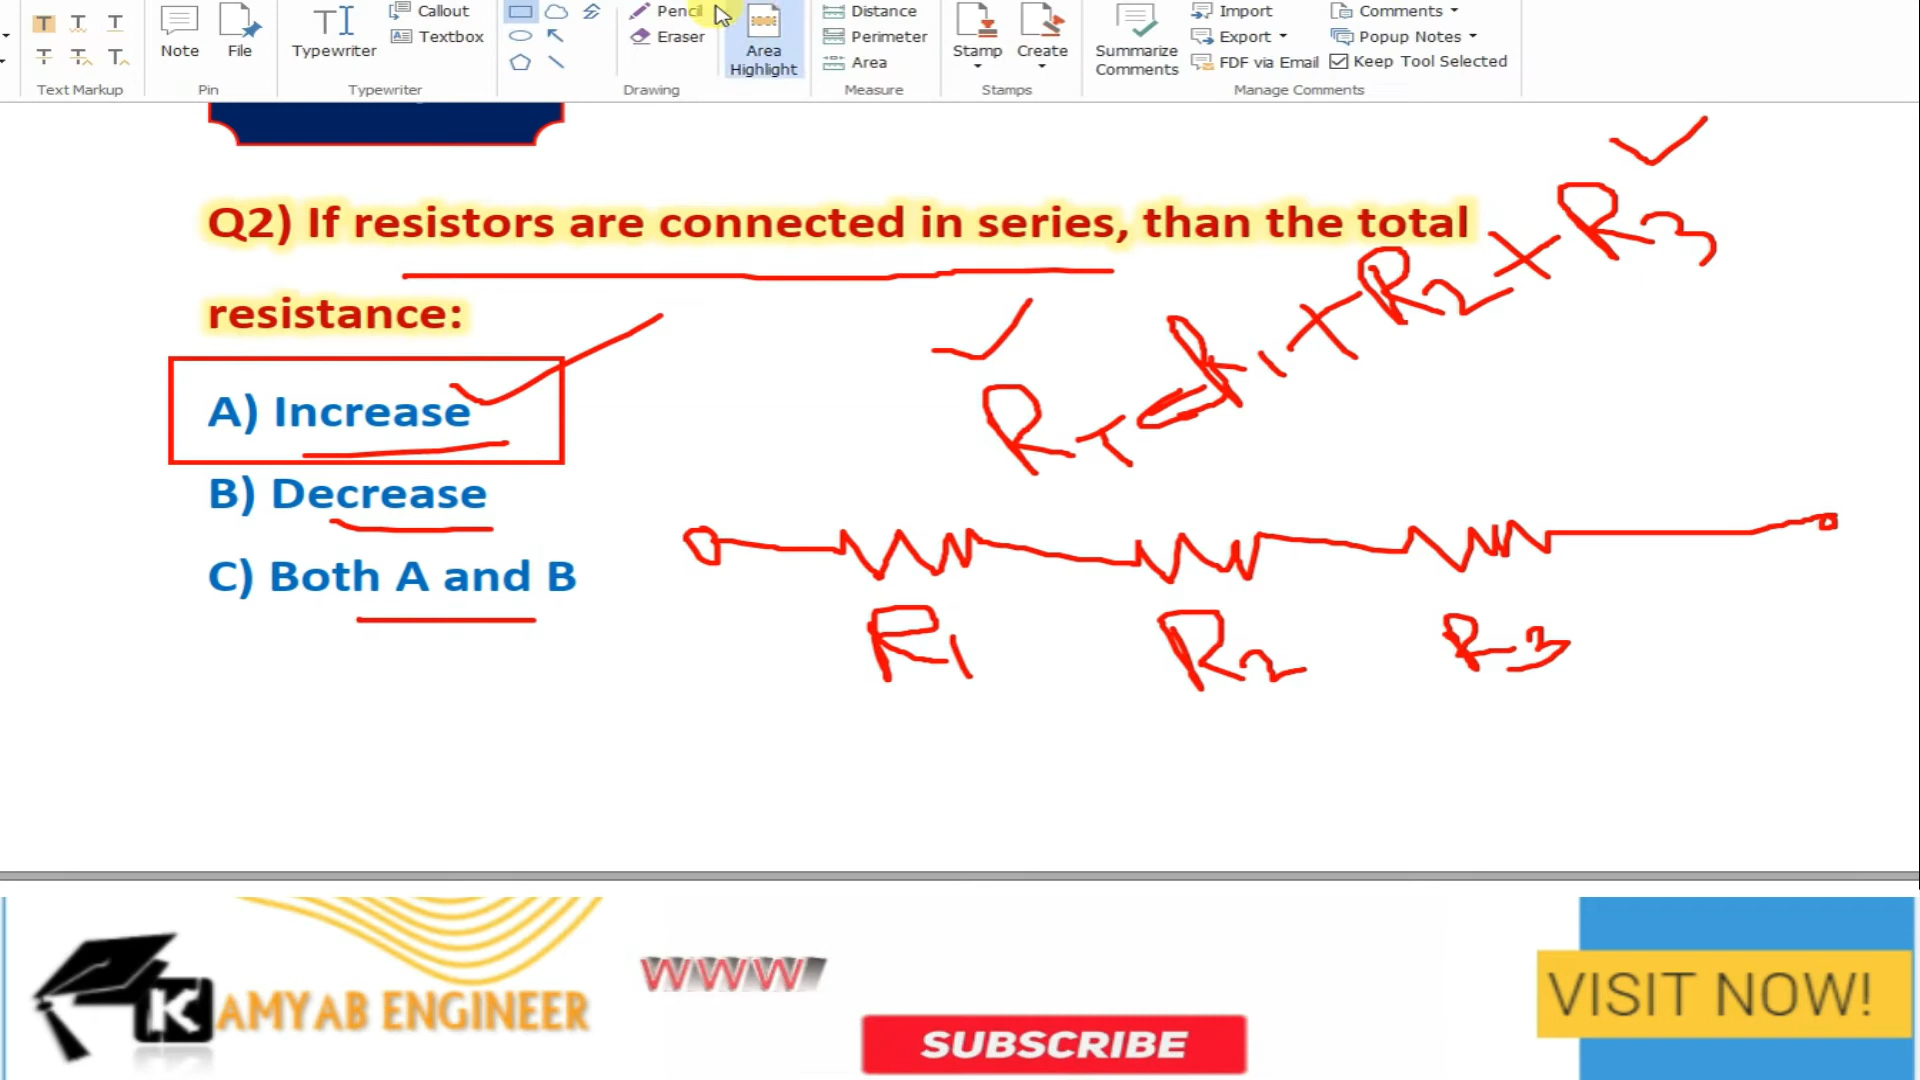 Callout
Textbox
Note
File
Typewriter
Pencil
Eraser
Area
Highlight
Distance
Perimeter
Area
Stamp
Create
Summarize
Comments
Import
Export
FDF via Email
Comments
Popup Notes
Keep Tool Selected
Text Markup
Pin
Typewriter
Drawing
Measure
Stamps
Manage Comments
Q2) If resistors are connected in series, than the total
resistance:
A) Increase
B) Decrease
C) Both A and B
RT = R1 + R2 + R3
R1
R2
R3
KAMYAB ENGINEER
WWW
SUBSCRIBE
VISIT NOW!